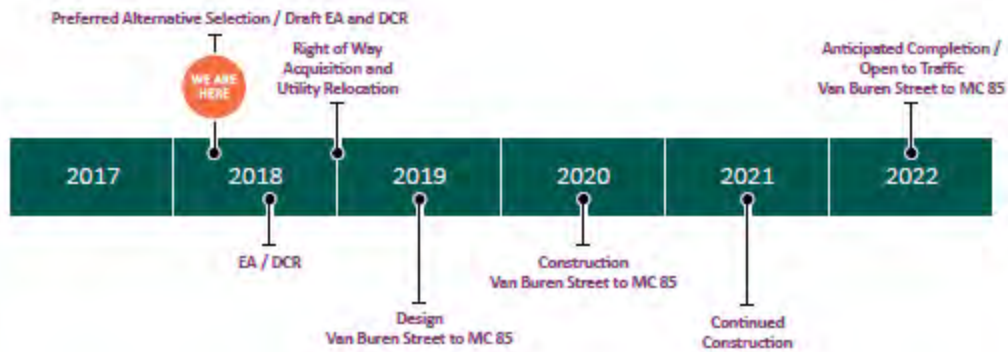 Preferred Alternative Selection / Draft EA and DCR
WE ARE
HERE
Right of Way
Acquisition and
Utility Relocation
Anticipated Completion /
Open to Traffic
Van Buren Street to MC 85
2017
2018
2019
2020
2021
2022
EA / DCR
Design
Van Buren Street to MC 85
Construction
Van Buren Street to MC 85
Continued
Construction